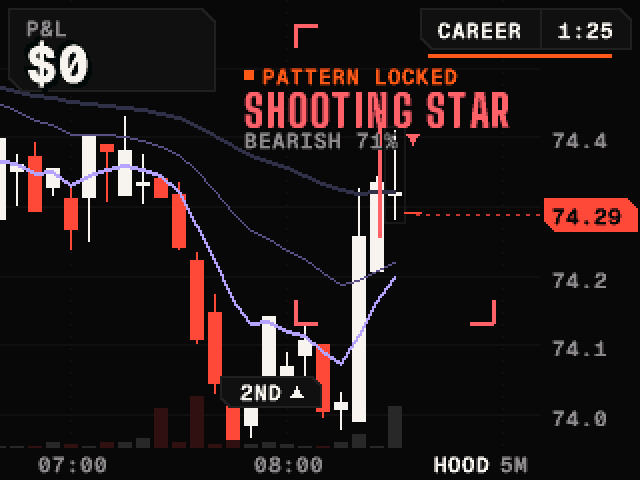 P&L
$0
CAREER 1:25
PATTERN LOCKED
SHOOTING STAR
BEARISH 71%
74.4
74.29
74.2
74.1
74.0
2ND
07:00 08:00 HOOD 5M